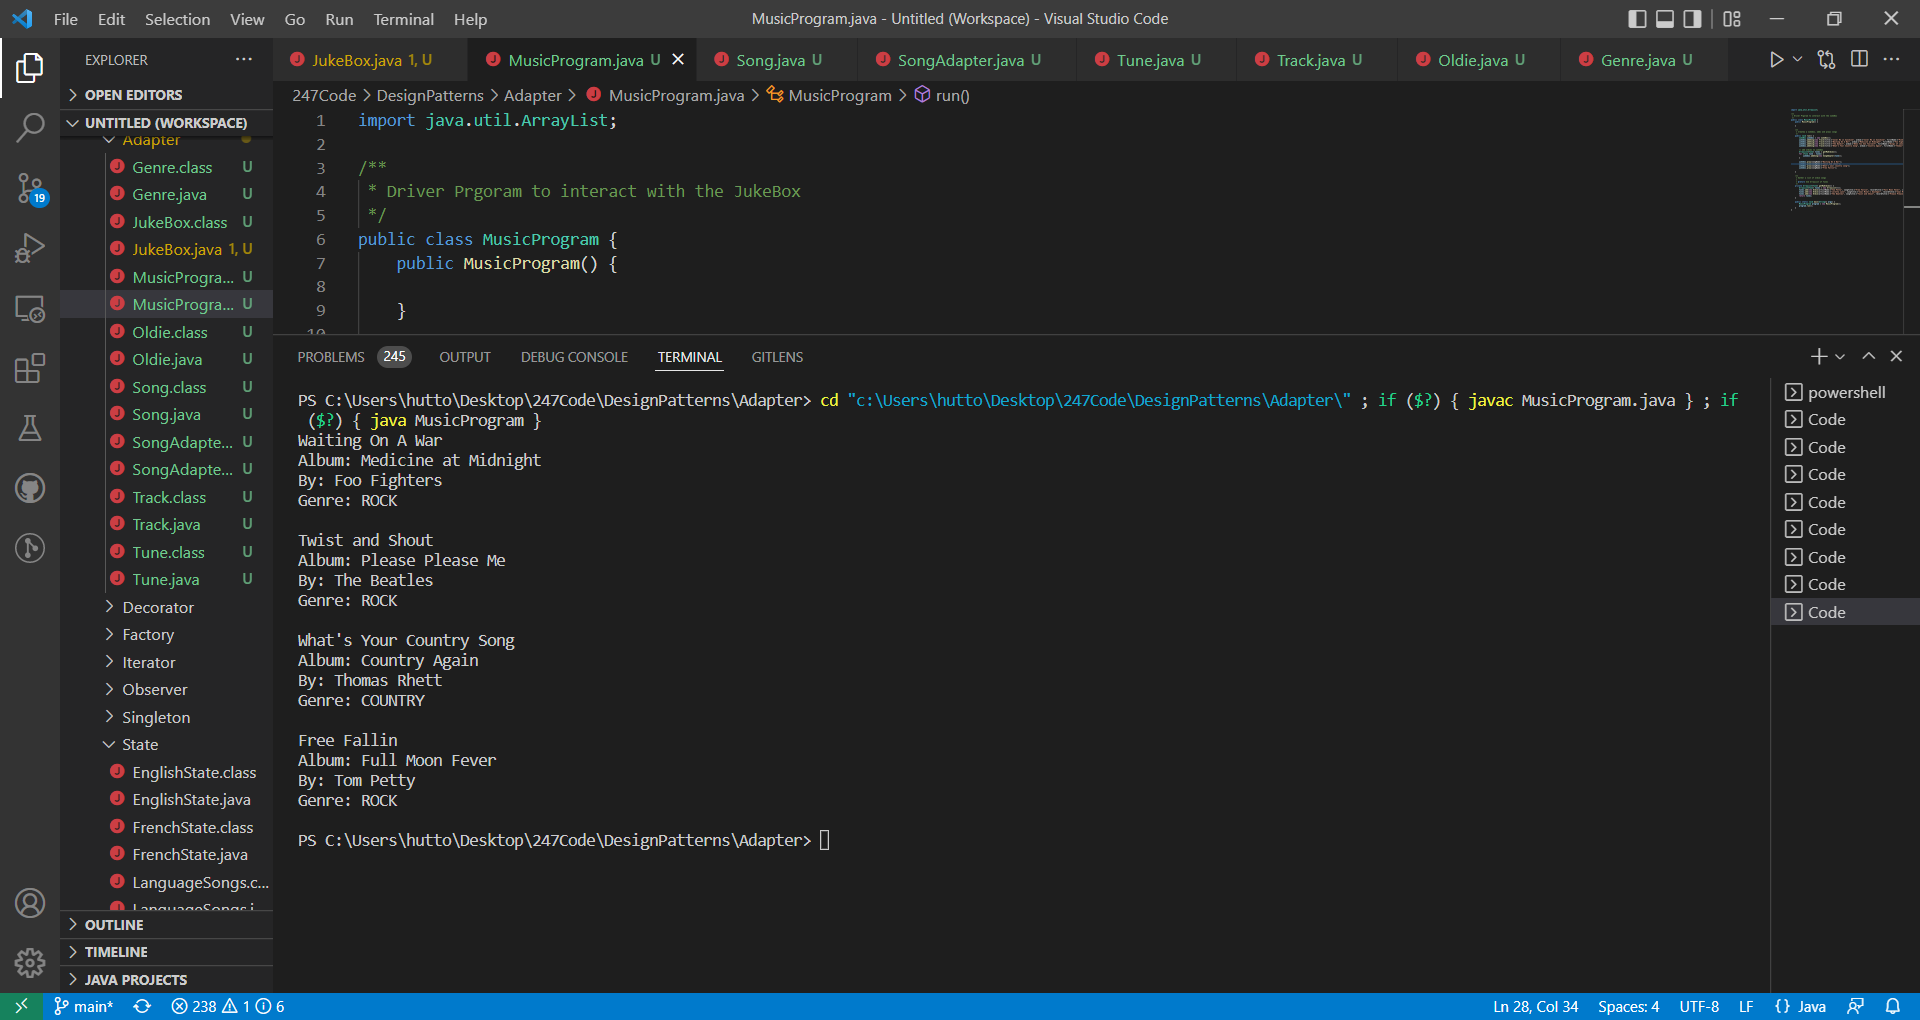 File Edit Selection View Go Run Terminal Help
MusicProgram.java - Untitled (Workspace) - Visual Studio Code
EXPLORER ···
JukeBox.java 1, U
MusicProgram.java U
Song.java U
SongAdapter.java U
Tune.java U
Track.java U
Oldie.java U
Genre.java U
OPEN EDITORS
247Code > DesignPatterns > Adapter > MusicProgram.java > MusicProgram > run()
UNTITLED (WORKSPACE)
Adapter
Genre.class U
Genre.java U
JukeBox.class U
JukeBox.java 1, U
MusicProgra... U
MusicProgra... U
Oldie.class U
Oldie.java U
Song.class U
Song.java U
SongAdapte... U
SongAdapte... U
Track.class U
Track.java U
Tune.class U
Tune.java U
Decorator
Factory
Iterator
Observer
Singleton
State
EnglishState.class
EnglishState.java
FrenchState.class
FrenchState.java
LanguageSongs.c...
LanguageSongs.j...
OUTLINE
TIMELINE
JAVA PROJECTS
19
1 import java.util.ArrayList;
2
3 /**
4 * Driver Prgoram to interact with the JukeBox
5 */
6 public class MusicProgram {
7 public MusicProgram() {
8
9 }
10
PROBLEMS 245 OUTPUT DEBUG CONSOLE TERMINAL GITLENS
PS C:\Users\hutto\Desktop\247Code\DesignPatterns\Adapter> cd "c:\Users\hutto\Desktop\247Code\DesignPatterns\Adapter\" ; if ($?) { javac MusicProgram.java } ; if
($?) { java MusicProgram }
Waiting On A War
Album: Medicine at Midnight
By: Foo Fighters
Genre: ROCK
Twist and Shout
Album: Please Please Me
By: The Beatles
Genre: ROCK
What's Your Country Song
Album: Country Again
By: Thomas Rhett
Genre: COUNTRY
Free Fallin
Album: Full Moon Fever
By: Tom Petty
Genre: ROCK
PS C:\Users\hutto\Desktop\247Code\DesignPatterns\Adapter>
powershell
Code
Code
Code
Code
Code
Code
Code
Code
main* 238 1 6
Ln 28, Col 34 Spaces: 4 UTF-8 LF {} Java